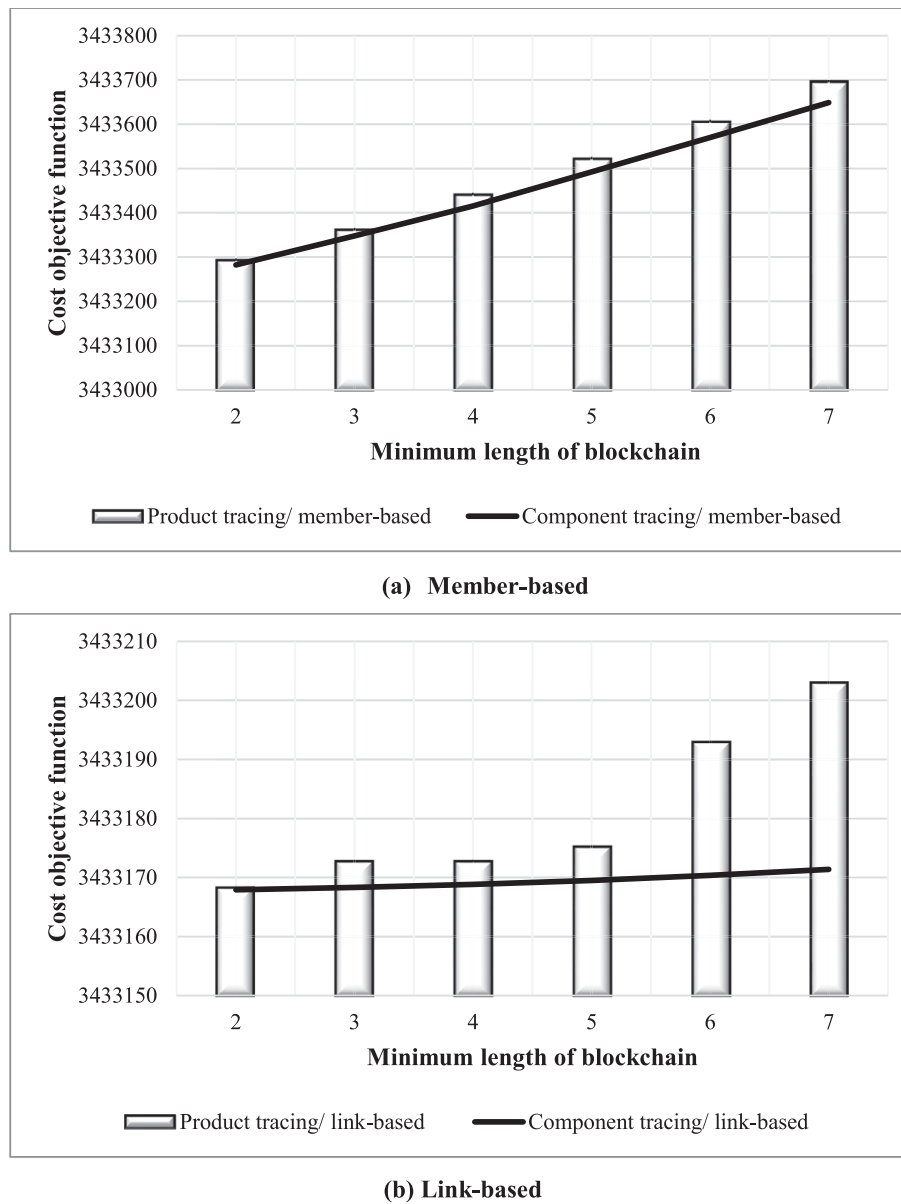 3433800
3433700
3433600
3433500
3433400
3433300
3433200
3433100
3433000
Cost objective function
2 3 4 5 6 7
Minimum length of blockchain
Product tracing/ member-based Component tracing/ member-based
(a) Member-based
3433210
3433200
3433190
3433180
3433170
3433160
3433150
Cost objective function
2 3 4 5 6 7
Minimum length of blockchain
Product tracing/ link-based Component tracing/ link-based
(b) Link-based